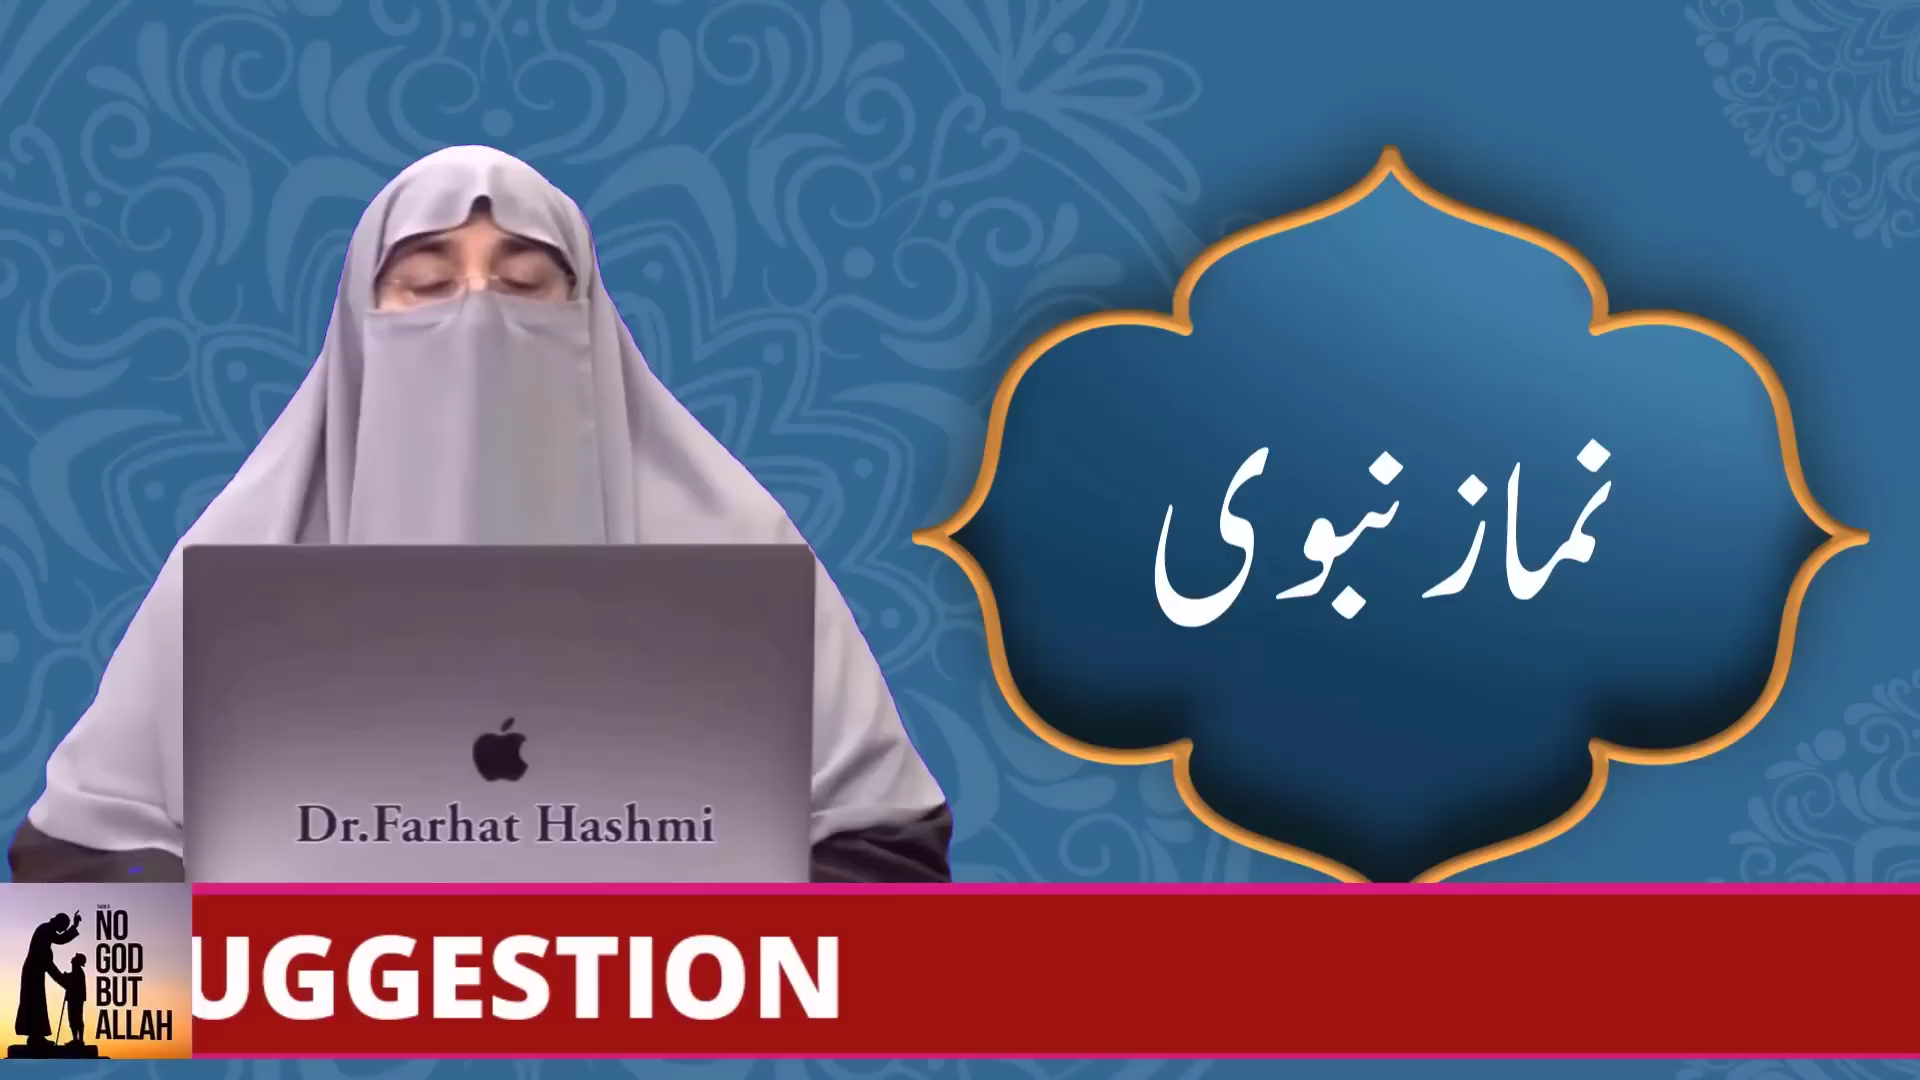 نماز نبوی
Dr.Farhat Hashmi
NO
GOD
BUT
ALLAH
UGGESTION